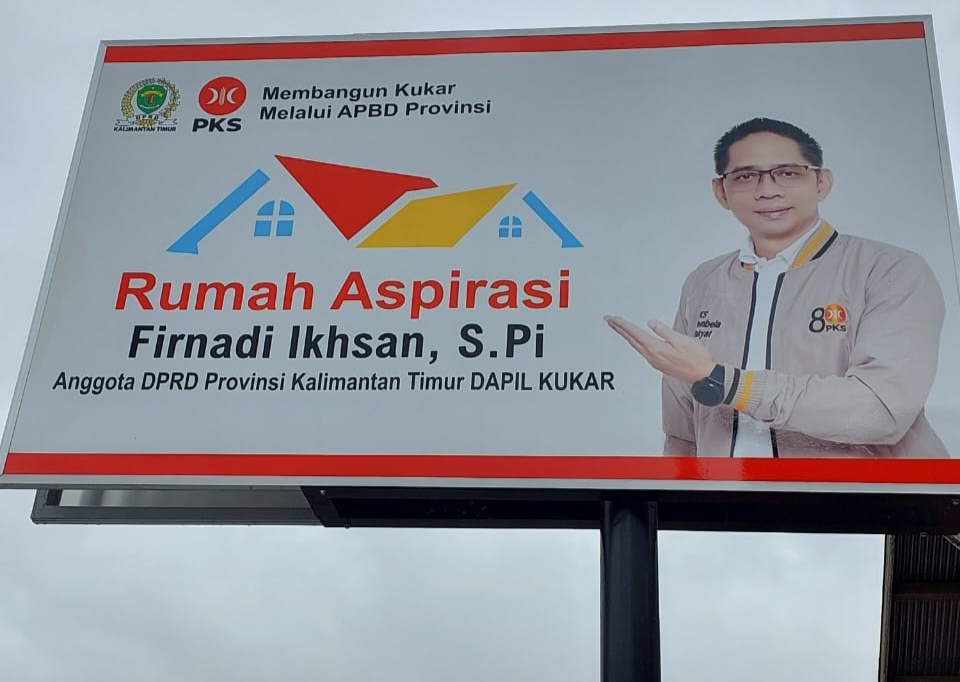 DPRD
KALIMANTAN TIMUR
PKS
Membangun Kukar
Melalui APBD Provinsi
Rumah Aspirasi
Firnadi Ikhsan, S.Pi
Anggota DPRD Provinsi Kalimantan Timur DAPIL KUKAR
8
PKS